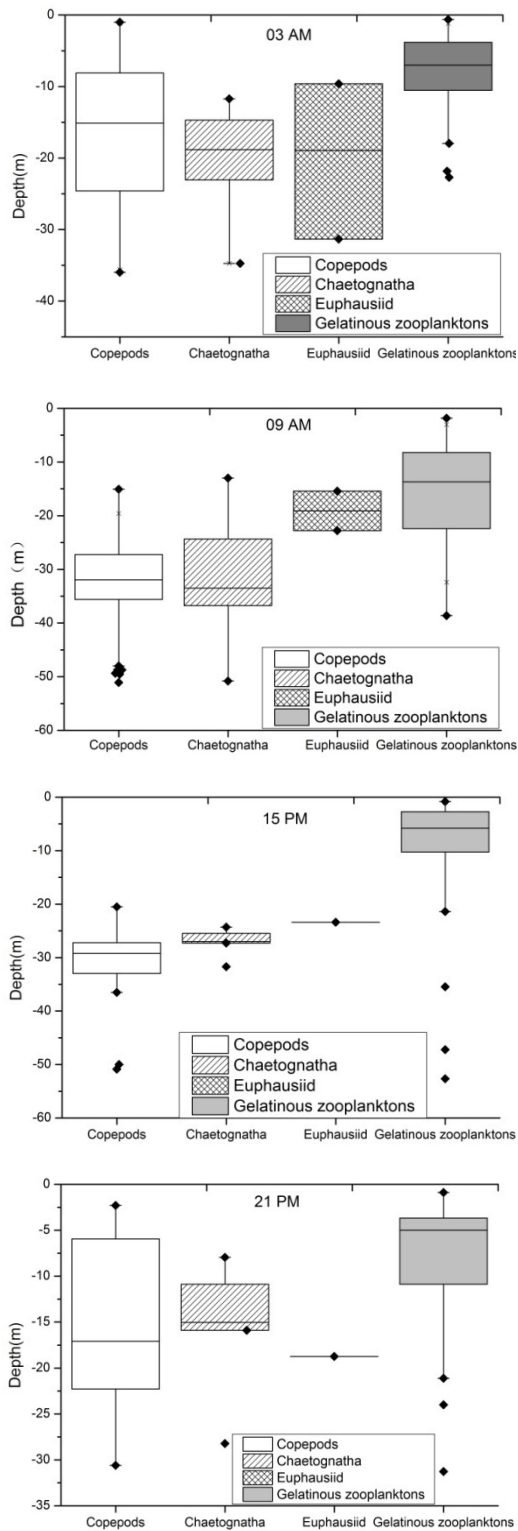 03 AM
0
-10
-20
-30
-40
Depth(m)
Copepods
Chaetognatha
Euphausiid
Gelatinous zooplanktons
Copepods Chaetognatha Euphausiid Gelatinous zooplanktons
09 AM
0
-10
-20
-30
-40
-50
-60
Depth (m)
Copepods
Chaetognatha
Euphausiid
Gelatinous zooplanktons
Copepods Chaetognatha Euphausiid Gelatinous zooplanktons
15 PM
0
-10
-20
-30
-40
-50
-60
Depth(m)
Copepods
Chaetognatha
Euphausiid
Gelatinous zooplanktons
Copepods Chaetognatha Euphausiid Gelatinous zooplanktons
21 PM
0
-5
-10
-15
-20
-25
-30
-35
Depth(m)
Copepods
Chaetognatha
Euphausiid
Gelatinous zooplanktons
Copepods Chaetognatha Euphausiid Gelatinous zooplanktons